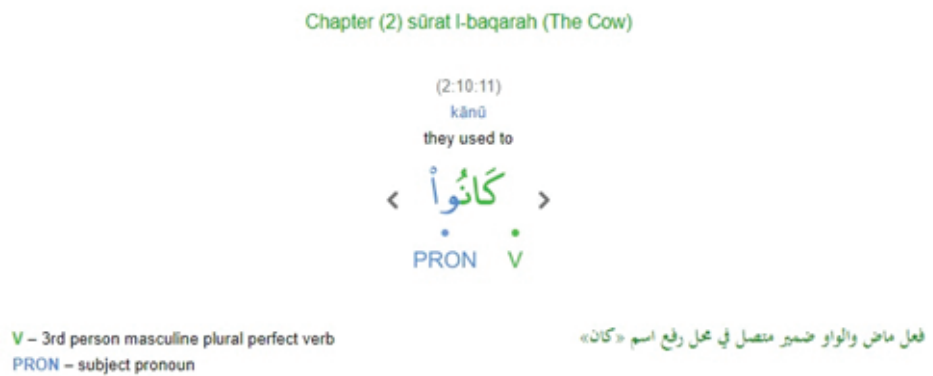 Chapter (2) sūrat l-baqarah (The Cow)
(2:10:11)
kānū
they used to
كَانُوا۟
PRON V
V – 3rd person masculine plural perfect verb
PRON – subject pronoun
فعل ماض والواو ضمير متصل في محل رفع اسم «كان»